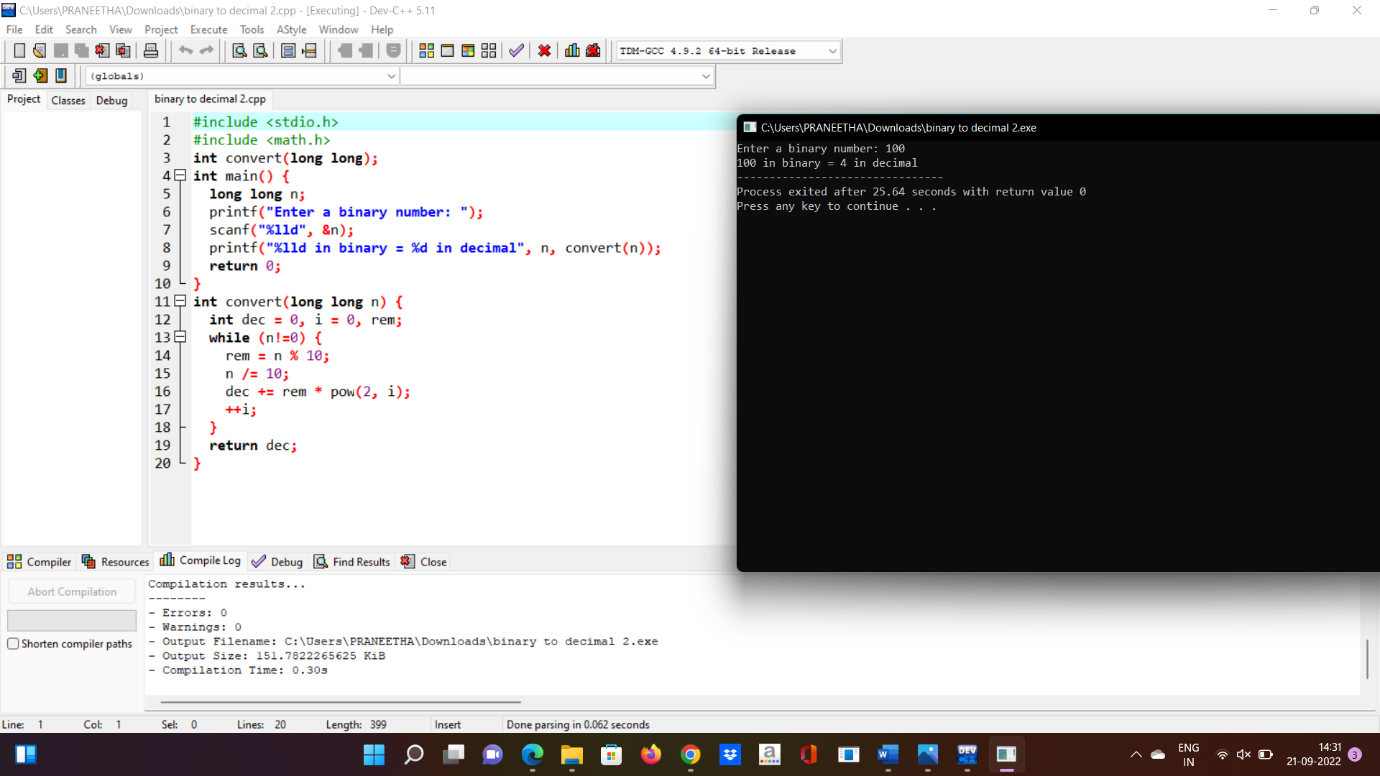 C:\Users\PRANEETHA\Downloads\binary to decimal 2.cpp - [Executing] - Dev-C++ 5.11
File Edit Search View Project Execute Tools AStyle Window Help
TDM-GCC 4.9.2 64-bit Release
(globals)
Project Classes Debug
binary to decimal 2.cpp
1 #include <stdio.h>
2 #include <math.h>
3 int convert(long long);
4 int main() {
5 long long n;
6 printf("Enter a binary number: ");
7 scanf("%lld", &n);
8 printf("%lld in binary = %d in decimal", n, convert(n));
9 return 0;
10 }
11 int convert(long long n) {
12 int dec = 0, i = 0, rem;
13 while (n!=0) {
14 rem = n % 10;
15 n /= 10;
16 dec += rem * pow(2, i);
17 ++i;
18 }
19 return dec;
20 }
C:\Users\PRANEETHA\Downloads\binary to decimal 2.exe
Enter a binary number: 100
100 in binary = 4 in decimal
--------------------------------
Process exited after 25.64 seconds with return value 0
Press any key to continue . . .
Compiler Resources Compile Log Debug Find Results Close
Abort Compilation
Shorten compiler paths
Compilation results...
--------
- Errors: 0
- Warnings: 0
- Output Filename: C:\Users\PRANEETHA\Downloads\binary to decimal 2.exe
- Output Size: 151.7822265625 KiB
- Compilation Time: 0.30s
Line: 1 Col: 1 Sel: 0 Lines: 20 Length: 399 Insert Done parsing in 0.062 seconds
a
W
DEV
ENG
IN
14:31
21-09-2022
3